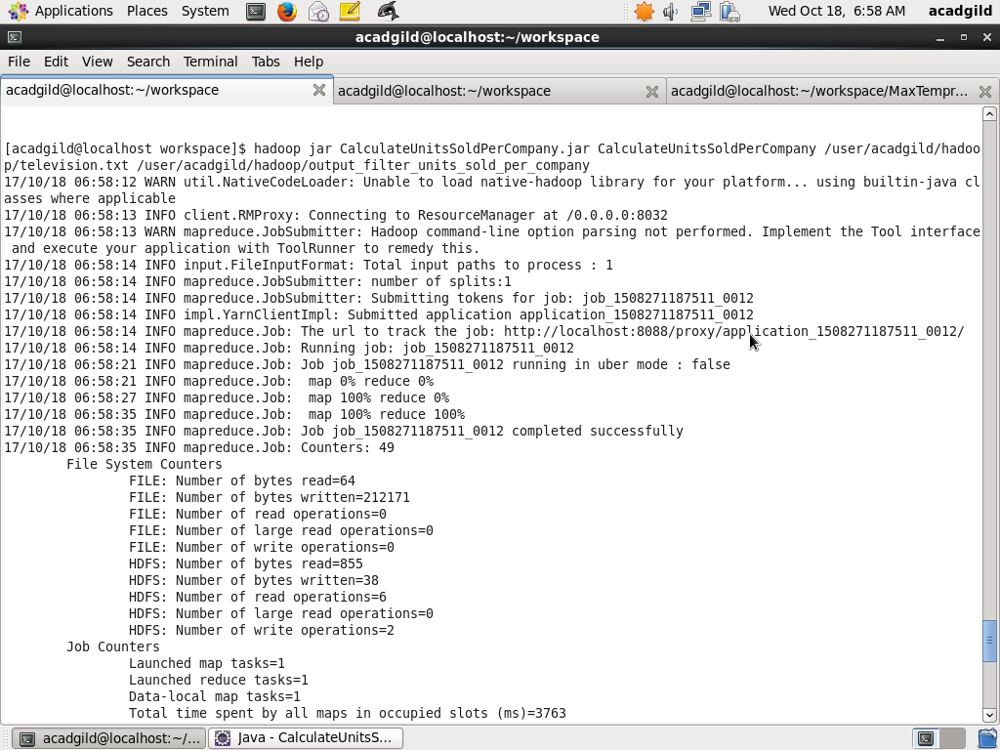 Applications Places System Wed Oct 18, 6:58 AM acadgild
acadgild@localhost:~/workspace
File Edit View Search Terminal Tabs Help
acadgild@localhost:~/workspace acadgild@localhost:~/workspace acadgild@localhost:~/workspace/MaxTempr...
[acadgild@localhost workspace]$ hadoop jar CalculateUnitsSoldPerCompany.jar CalculateUnitsSoldPerCompany /user/acadgild/hadoo
p/television.txt /user/acadgild/hadoop/output_filter_units_sold_per_company
17/10/18 06:58:12 WARN util.NativeCodeLoader: Unable to load native-hadoop library for your platform... using builtin-java cl
asses where applicable
17/10/18 06:58:13 INFO client.RMProxy: Connecting to ResourceManager at /0.0.0.0:8032
17/10/18 06:58:13 WARN mapreduce.JobSubmitter: Hadoop command-line option parsing not performed. Implement the Tool interface
 and execute your application with ToolRunner to remedy this.
17/10/18 06:58:14 INFO input.FileInputFormat: Total input paths to process : 1
17/10/18 06:58:14 INFO mapreduce.JobSubmitter: number of splits:1
17/10/18 06:58:14 INFO mapreduce.JobSubmitter: Submitting tokens for job: job_1508271187511_0012
17/10/18 06:58:14 INFO impl.YarnClientImpl: Submitted application application_1508271187511_0012
17/10/18 06:58:14 INFO mapreduce.Job: The url to track the job: http://localhost:8088/proxy/application_1508271187511_0012/
17/10/18 06:58:14 INFO mapreduce.Job: Running job: job_1508271187511_0012
17/10/18 06:58:21 INFO mapreduce.Job: Job job_1508271187511_0012 running in uber mode : false
17/10/18 06:58:21 INFO mapreduce.Job:  map 0% reduce 0%
17/10/18 06:58:27 INFO mapreduce.Job:  map 100% reduce 0%
17/10/18 06:58:35 INFO mapreduce.Job:  map 100% reduce 100%
17/10/18 06:58:35 INFO mapreduce.Job: Job job_1508271187511_0012 completed successfully
17/10/18 06:58:35 INFO mapreduce.Job: Counters: 49
File System Counters
FILE: Number of bytes read=64
FILE: Number of bytes written=212171
FILE: Number of read operations=0
FILE: Number of large read operations=0
FILE: Number of write operations=0
HDFS: Number of bytes read=855
HDFS: Number of bytes written=38
HDFS: Number of read operations=6
HDFS: Number of large read operations=0
HDFS: Number of write operations=2
Job Counters
Launched map tasks=1
Launched reduce tasks=1
Data-local map tasks=1
Total time spent by all maps in occupied slots (ms)=3763
acadgild@localhost:~/... Java - CalculateUnitsS...